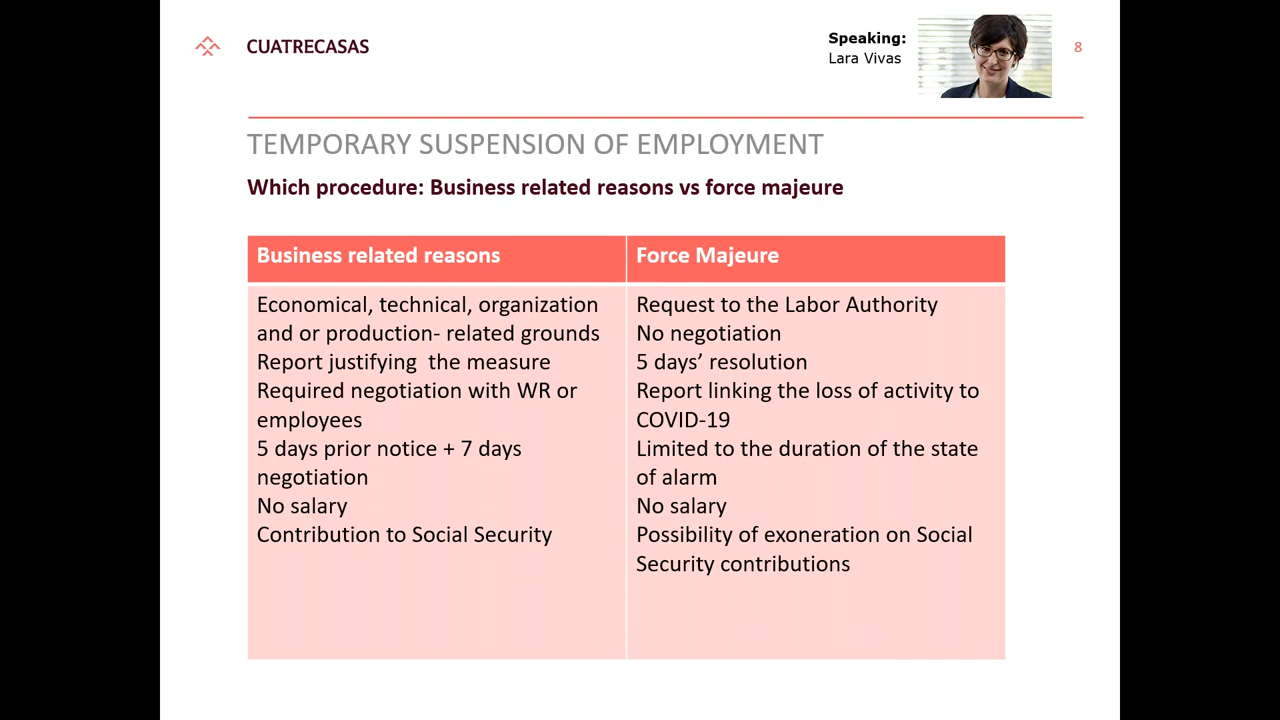 CUATRECASAS
Speaking:
Lara Vivas
8
TEMPORARY SUSPENSION OF EMPLOYMENT
Which procedure: Business related reasons vs force majeure
Business related reasons
Economical, technical, organization
and or production- related grounds
Report justifying  the measure
Required negotiation with WR or
employees
5 days prior notice + 7 days
negotiation
No salary
Contribution to Social Security
Force Majeure
Request to the Labor Authority
No negotiation
5 days’ resolution
Report linking the loss of activity to
COVID-19
Limited to the duration of the state
of alarm
No salary
Possibility of exoneration on Social
Security contributions